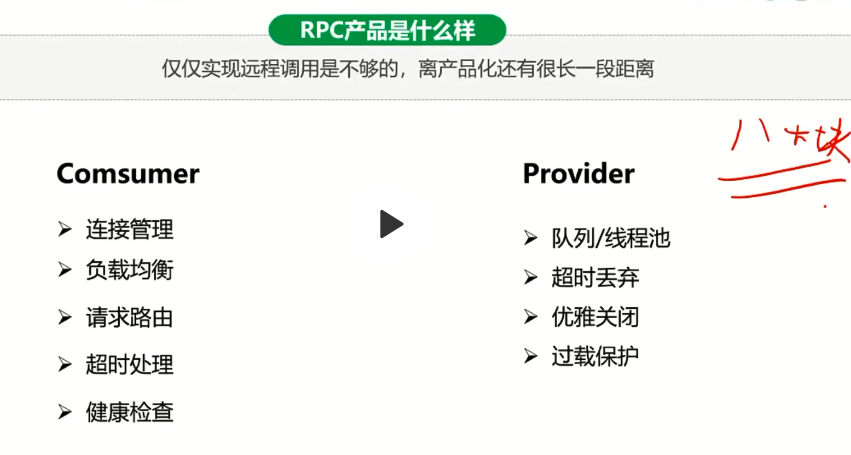 RPC产品是什么样
仅仅实现远程调用是不够的，离产品化还有很长一段距离
八大块
Comsumer
连接管理
负载均衡
请求路由
超时处理
健康检查
Provider
队列/线程池
超时丢弃
优雅关闭
过载保护